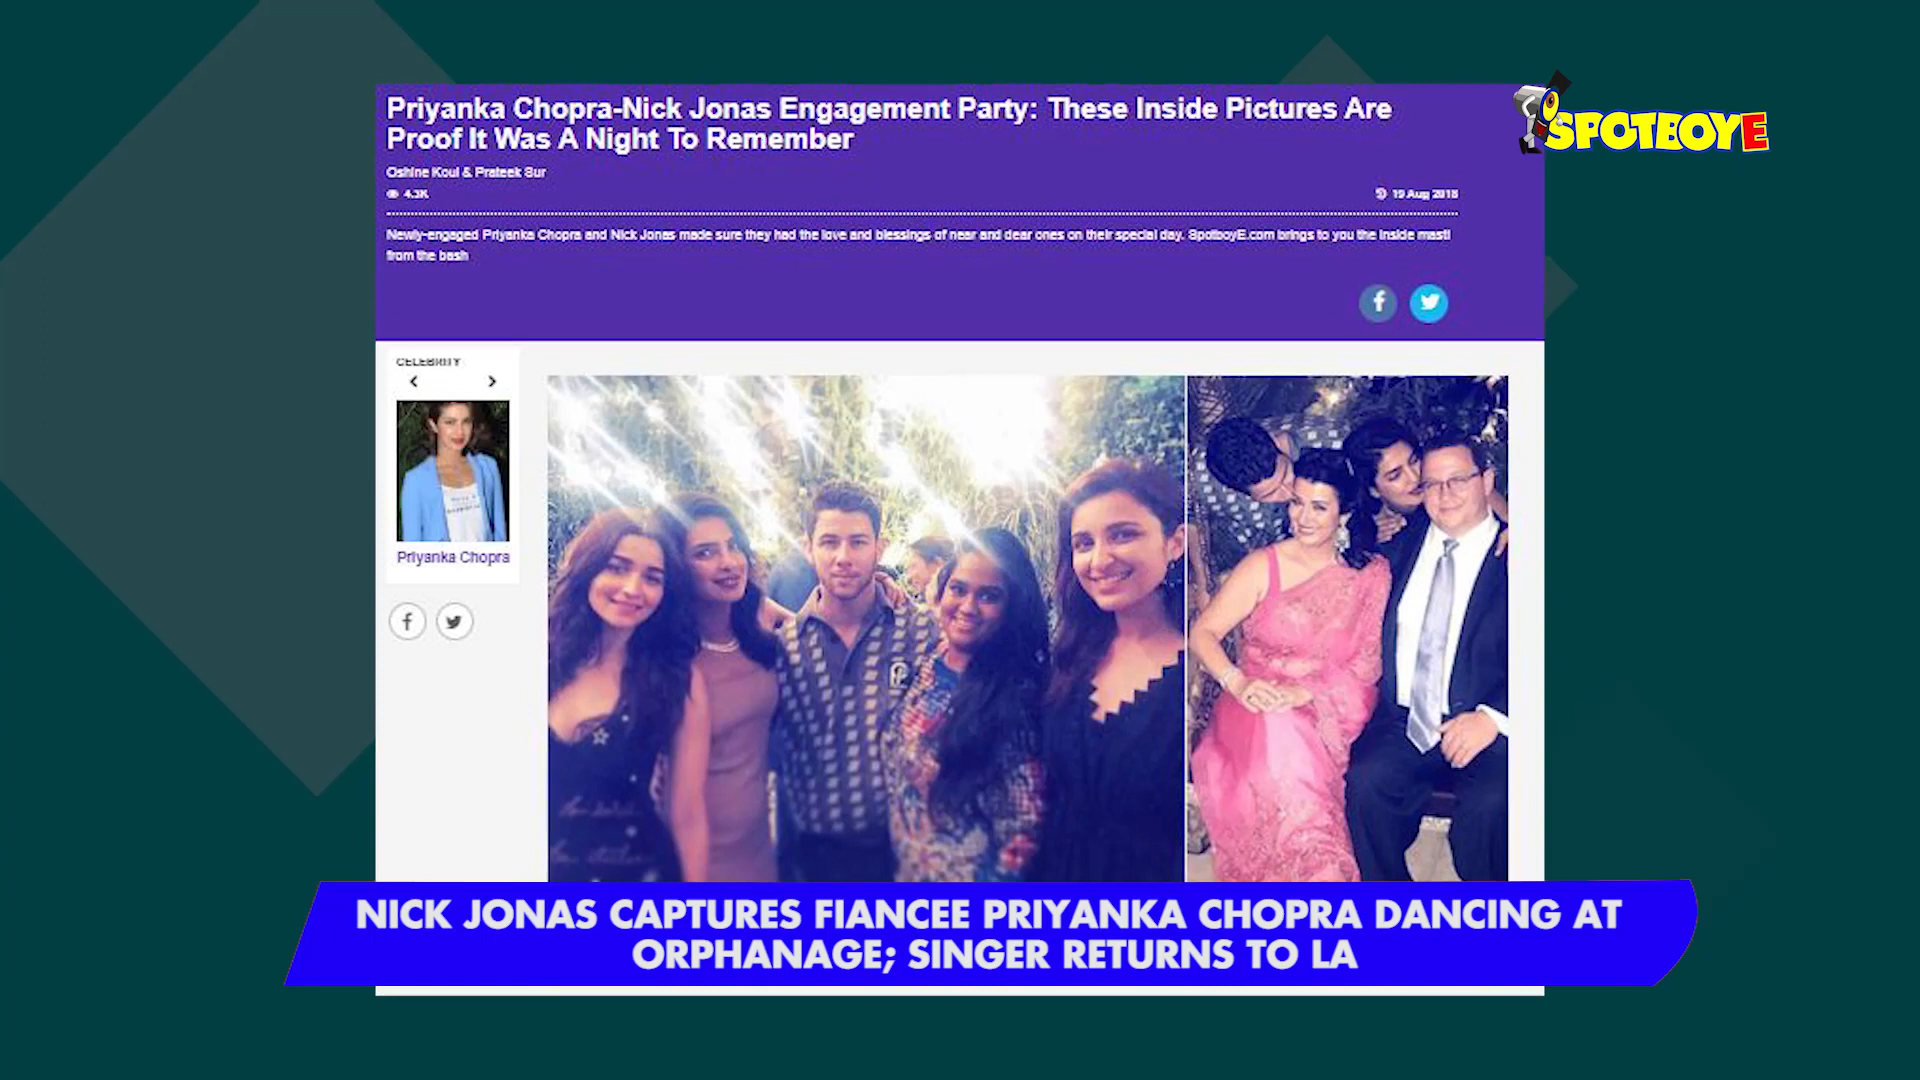 Priyanka Chopra-Nick Jonas Engagement Party: These Inside Pictures Are
Proof It Was A Night To Remember
SPOTBOYE
Oshine Koul & Prateek Sur
4.3K
19 Aug 2018
Newly-engaged Priyanka Chopra and Nick Jonas made sure they had the love and blessings of near and dear ones on their special day. SpotboyE.com brings to you the inside masti
from the bash
CELEBRITY
Priyanka Chopra
NICK JONAS CAPTURES FIANCEE PRIYANKA CHOPRA DANCING AT
ORPHANAGE; SINGER RETURNS TO LA